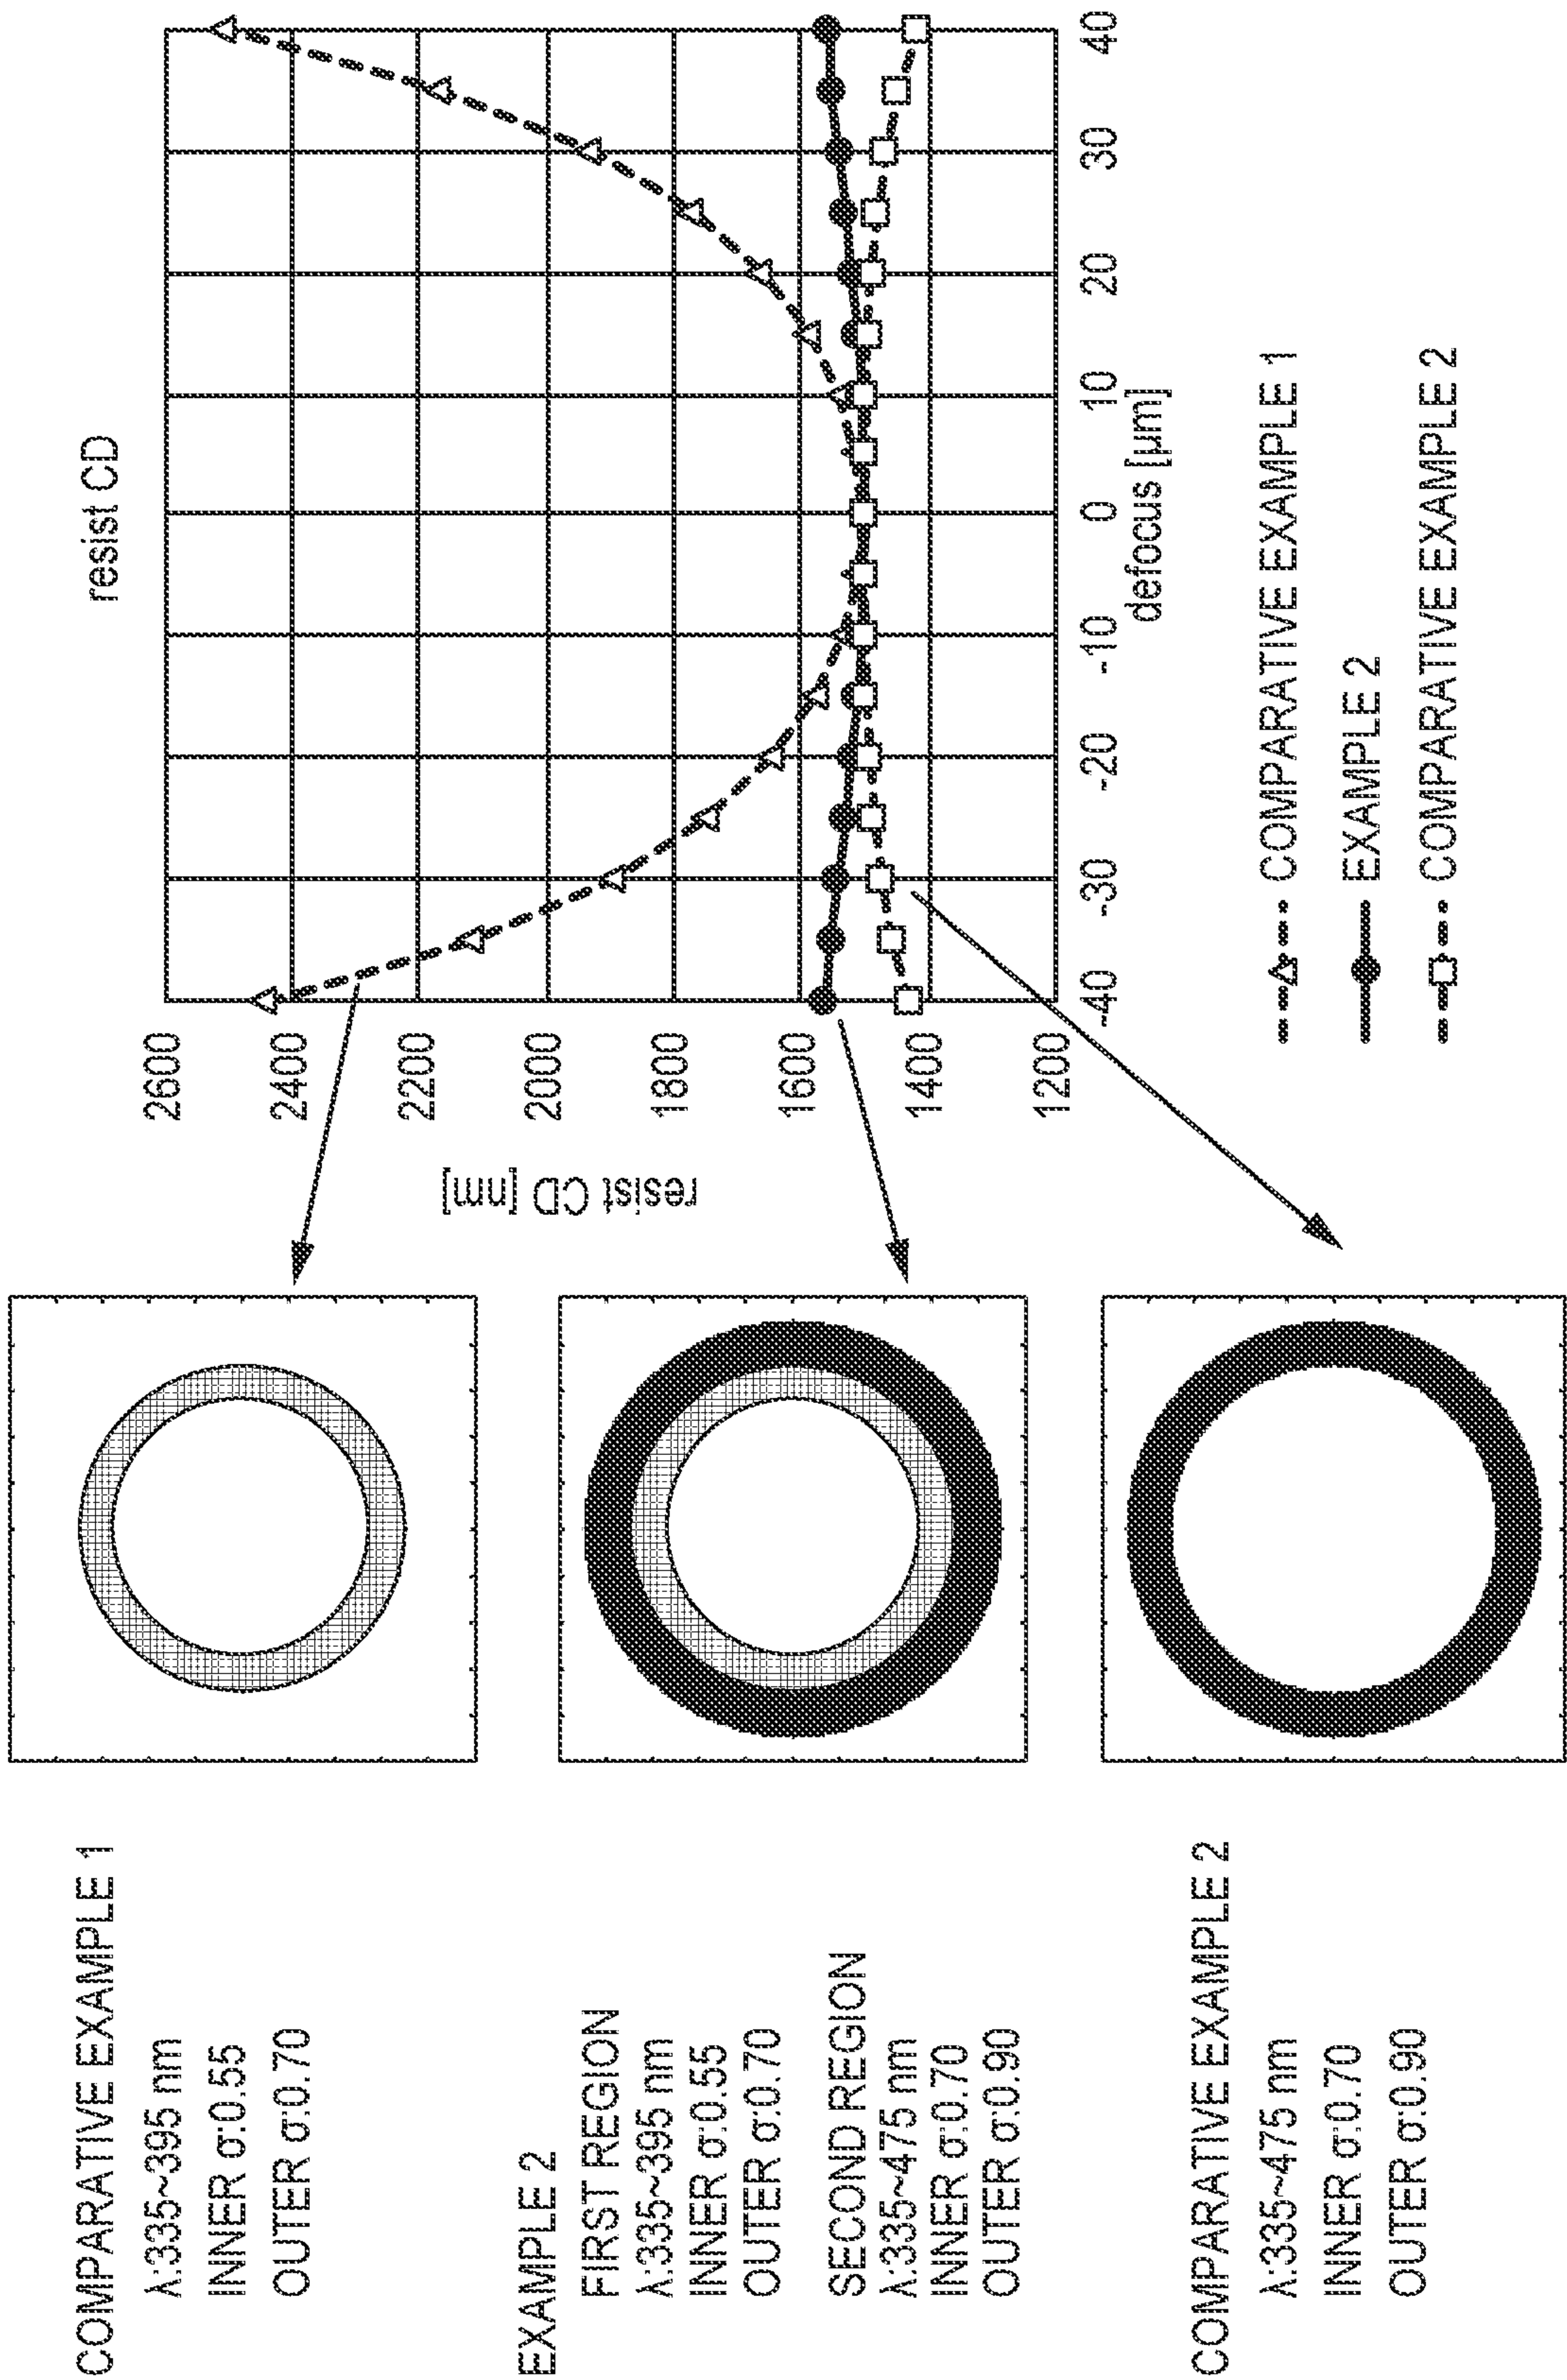 COMPARATIVE EXAMPLE 1
λ:335~395 nm
INNER σ:0.55
OUTER σ:0.70
EXAMPLE 2
FIRST REGION
λ:335~395 nm
INNER σ:0.55
OUTER σ:0.70
SECOND REGION
λ:335~475 nm
INNER σ:0.70
OUTER σ:0.90
COMPARATIVE EXAMPLE 2
λ:335~475 nm
INNER σ:0.70
OUTER σ:0.90
resist CD
resist CD [nm]
2600
2400
2200
2000
1800
1600
1400
1200
-40
-30
-20
-10
0
10
20
30
40
defocus [μm]
COMPARATIVE EXAMPLE 1
EXAMPLE 2
COMPARATIVE EXAMPLE 2